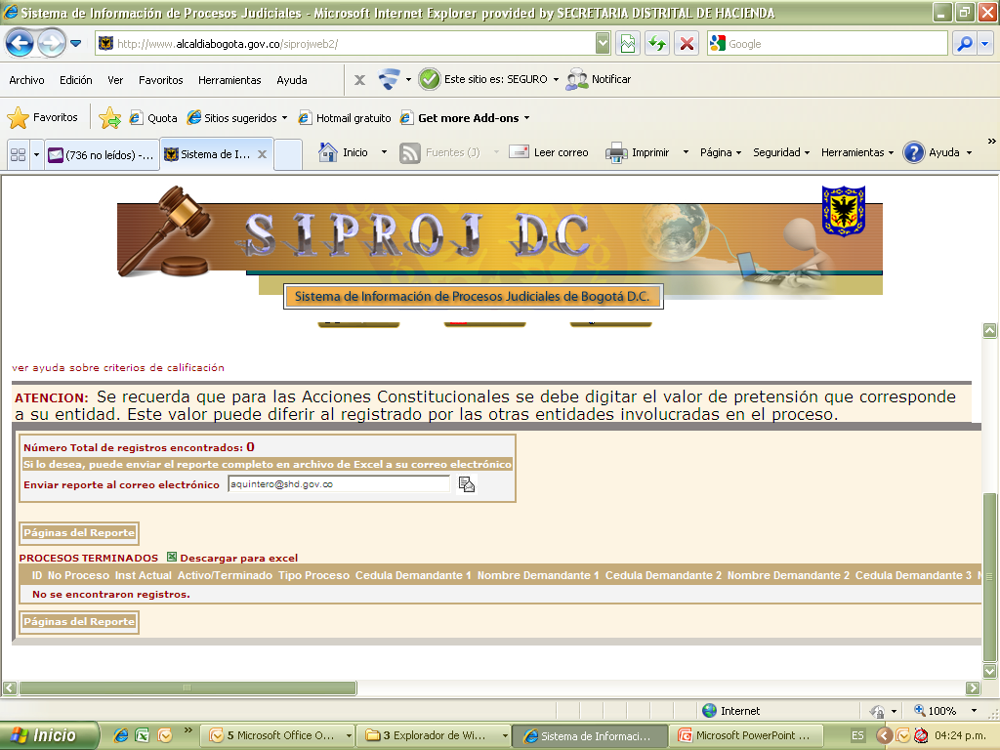 Sistema de Información de Procesos Judiciales - Microsoft Internet Explorer provided by SECRETARIA DISTRITAL DE HACIENDA
http://www.alcaldiabogota.gov.co/siprojweb2/
Google
Archivo Edición Ver Favoritos Herramientas Ayuda
Este sitio es: SEGURO
Notificar
Favoritos
Quota
Sitios sugeridos
Hotmail gratuito
Get more Add-ons
(736 no leídos) -...
Sistema de I...
Inicio
Fuentes (J)
Leer correo
Imprimir
Página
Seguridad
Herramientas
Ayuda
»
SIPROJ DC
Sistema de Información de Procesos Judiciales de Bogotá D.C.
ver ayuda sobre criterios de calificación
ATENCION: Se recuerda que para las Acciones Constitucionales se debe digitar el valor de pretensión que corresponde
a su entidad. Este valor puede diferir al registrado por las otras entidades involucradas en el proceso.
Número Total de registros encontrados: 0
Si lo desea, puede enviar el reporte completo en archivo de Excel a su correo electrónico
Enviar reporte al correo electrónico aquintero@shd.gov.co
Páginas del Reporte
PROCESOS TERMINADOS Descargar para excel
ID No Proceso Inst Actual Activo/Terminado Tipo Proceso Cedula Demandante 1 Nombre Demandante 1 Cedula Demandante 2 Nombre Demandante 2 Cedula Demandante 3
No se encontraron registros.
Páginas del Reporte
Internet
100%
Inicio
»
5 Microsoft Office O...
3 Explorador de Wi...
Sistema de Informaci...
Microsoft PowerPoint ...
ES
04:24 p.m.